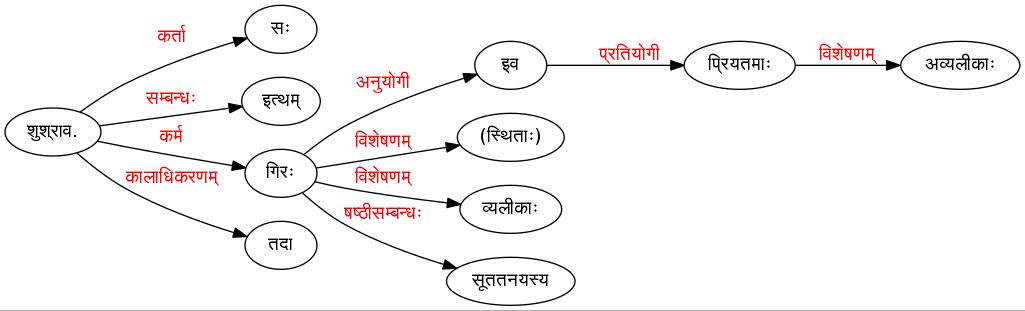 शुश्राव.
कर्ता
सः
सम्बन्धः
इत्थम्
कर्म
गिरः
कालाधिकरणम्
तदा
अनुयोगी
इव
प्रतियोगी
प्रियतमाः
विशेषणम्
अव्यलीकाः
विशेषणम्
(स्थिताः)
विशेषणम्
व्यलीकाः
षष्ठीसम्बन्धः
सूततनयस्य